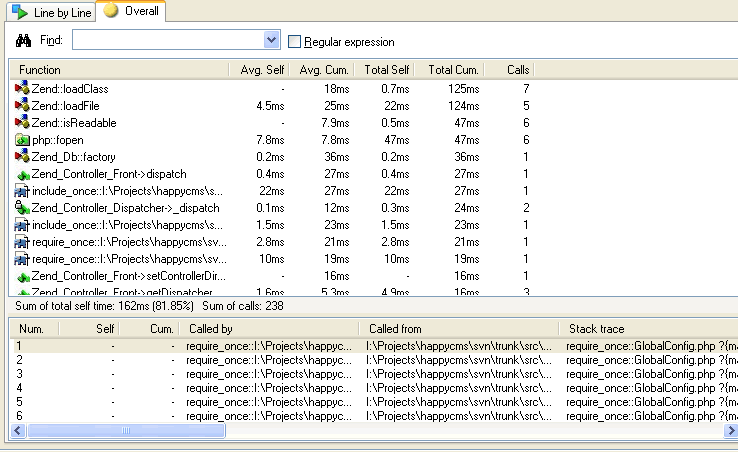 Line by Line Overall
Find: Regular expression
Function Avg. Self Avg. Cum. Total Self Total Cum. Calls
Zend::loadClass - 18ms 0.7ms 125ms 7
Zend::loadFile 4.5ms 25ms 22ms 124ms 5
Zend::isReadable - 7.9ms 0.5ms 47ms 6
php::fopen 7.8ms 7.8ms 47ms 47ms 6
Zend_Db::factory 0.2ms 36ms 0.2ms 36ms 1
Zend_Controller_Front->dispatch 0.4ms 27ms 0.4ms 27ms 1
include_once::I:\Projects\happycms\s... 22ms 27ms 22ms 27ms 1
Zend_Controller_Dispatcher->_dispatch 0.1ms 12ms 0.3ms 24ms 2
include_once::I:\Projects\happycms\s... 1.5ms 23ms 1.5ms 23ms 1
require_once::I:\Projects\happycms\sv... 2.8ms 21ms 2.8ms 21ms 1
require_once::I:\Projects\happycms\sv... 10ms 19ms 10ms 19ms 1
Zend_Controller_Front->setControllerDir... - 16ms - 16ms 1
Zend_Controller_Front->getDispatcher 1.6ms 5.3ms 4.9ms 16ms 3
Sum of total self time: 162ms (81.85%) Sum of calls: 238
Num. Self Cum. Called by Called from Stack trace
1 - - require_once::I:\Projects\happyc... I:\Projects\happycms\svn\trunk\src\... require_once::GlobalConfig.php ?{ma
2 - - require_once::I:\Projects\happyc... I:\Projects\happycms\svn\trunk\src\... require_once::GlobalConfig.php ?{ma
3 - - require_once::I:\Projects\happyc... I:\Projects\happycms\svn\trunk\src\... require_once::GlobalConfig.php ?{ma
4 - - require_once::I:\Projects\happyc... I:\Projects\happycms\svn\trunk\src\... require_once::GlobalConfig.php ?{ma
5 - - require_once::I:\Projects\happyc... I:\Projects\happycms\svn\trunk\src\... require_once::GlobalConfig.php ?{ma
6 - - require_once::I:\Projects\happyc... I:\Projects\happycms\svn\trunk\src\... require_once::GlobalConfig.php ?{ma